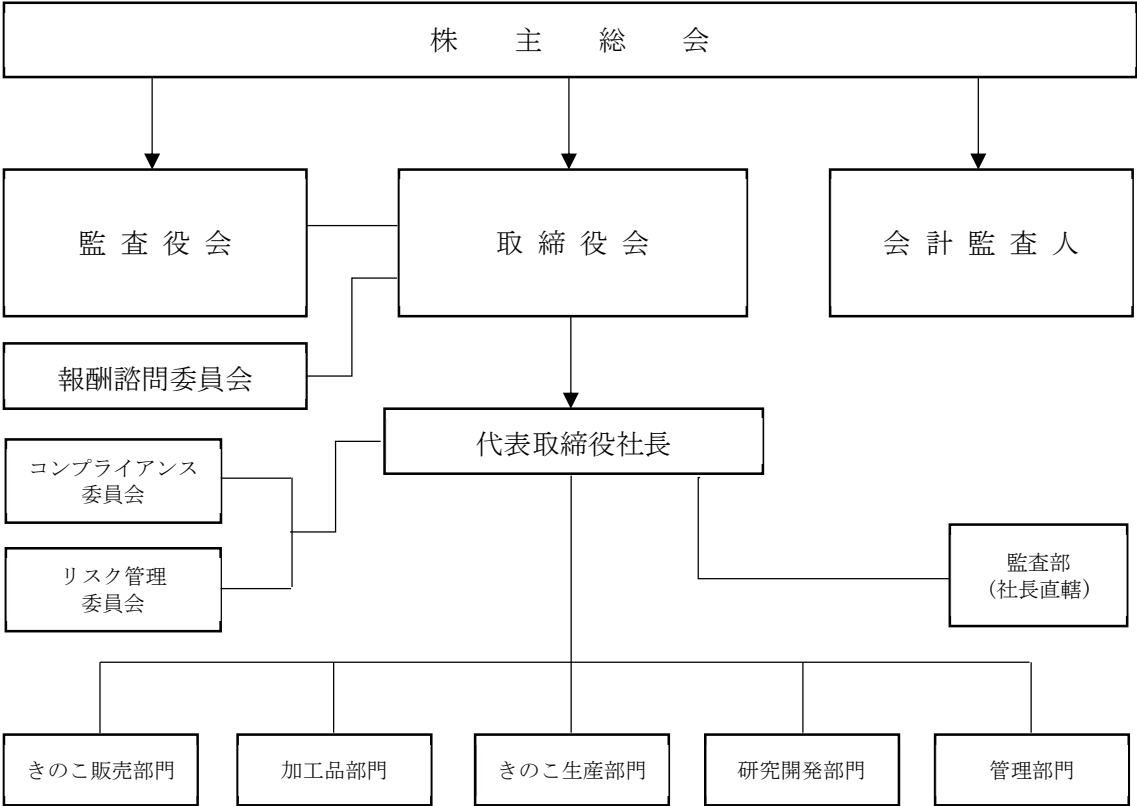 株主総会
監査役会
取締役会
会計監査人
報酬諮問委員会
代表取締役社長
コンプライアンス
委員会
リスク管理
委員会
監査部
（社長直轄）
きのこ販売部門
加工品部門
きのこ生産部門
研究開発部門
管理部門